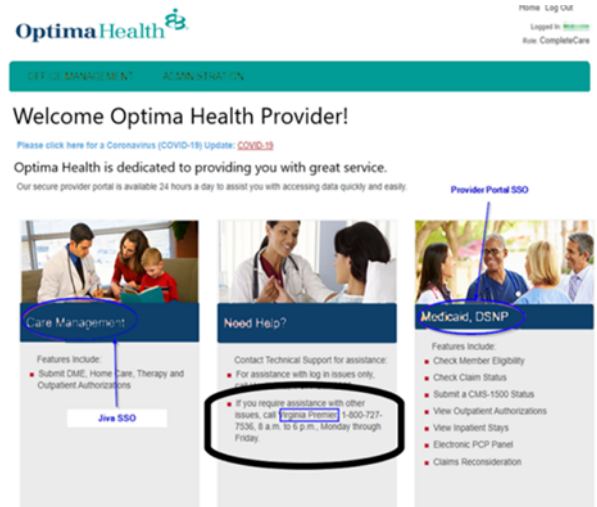 Home Log Out
OptimaHealth
Logged In
Role: CompleteCare
OFFICE MANAGEMENT ADMINISTRATION
Welcome Optima Health Provider!
Please click here for a Coronavirus (COVID-19) Update: COVID-19
Optima Health is dedicated to providing you with great service.
Our secure provider portal is available 24 hours a day to assist you with accessing data quickly and easily.
Provider Portal SSO
Care Management
Features Include:
Submit DME, Home Care, Therapy and
Outpatient Authorizations
Jiva SSO
Need Help?
Contact Technical Support for assistance:
For assistance with log in issues only,
If you require assistance with other
issues, call Virginia Premier, 1-800-727-
7536, 8 a.m. to 6 p.m., Monday through
Friday.
Medicaid, DSNP
Features Include:
Check Member Eligibility
Check Claim Status
Submit a CMS-1500 Status
View Outpatient Authorizations
View Inpatient Stays
Electronic PCP Panel
Claims Reconsideration